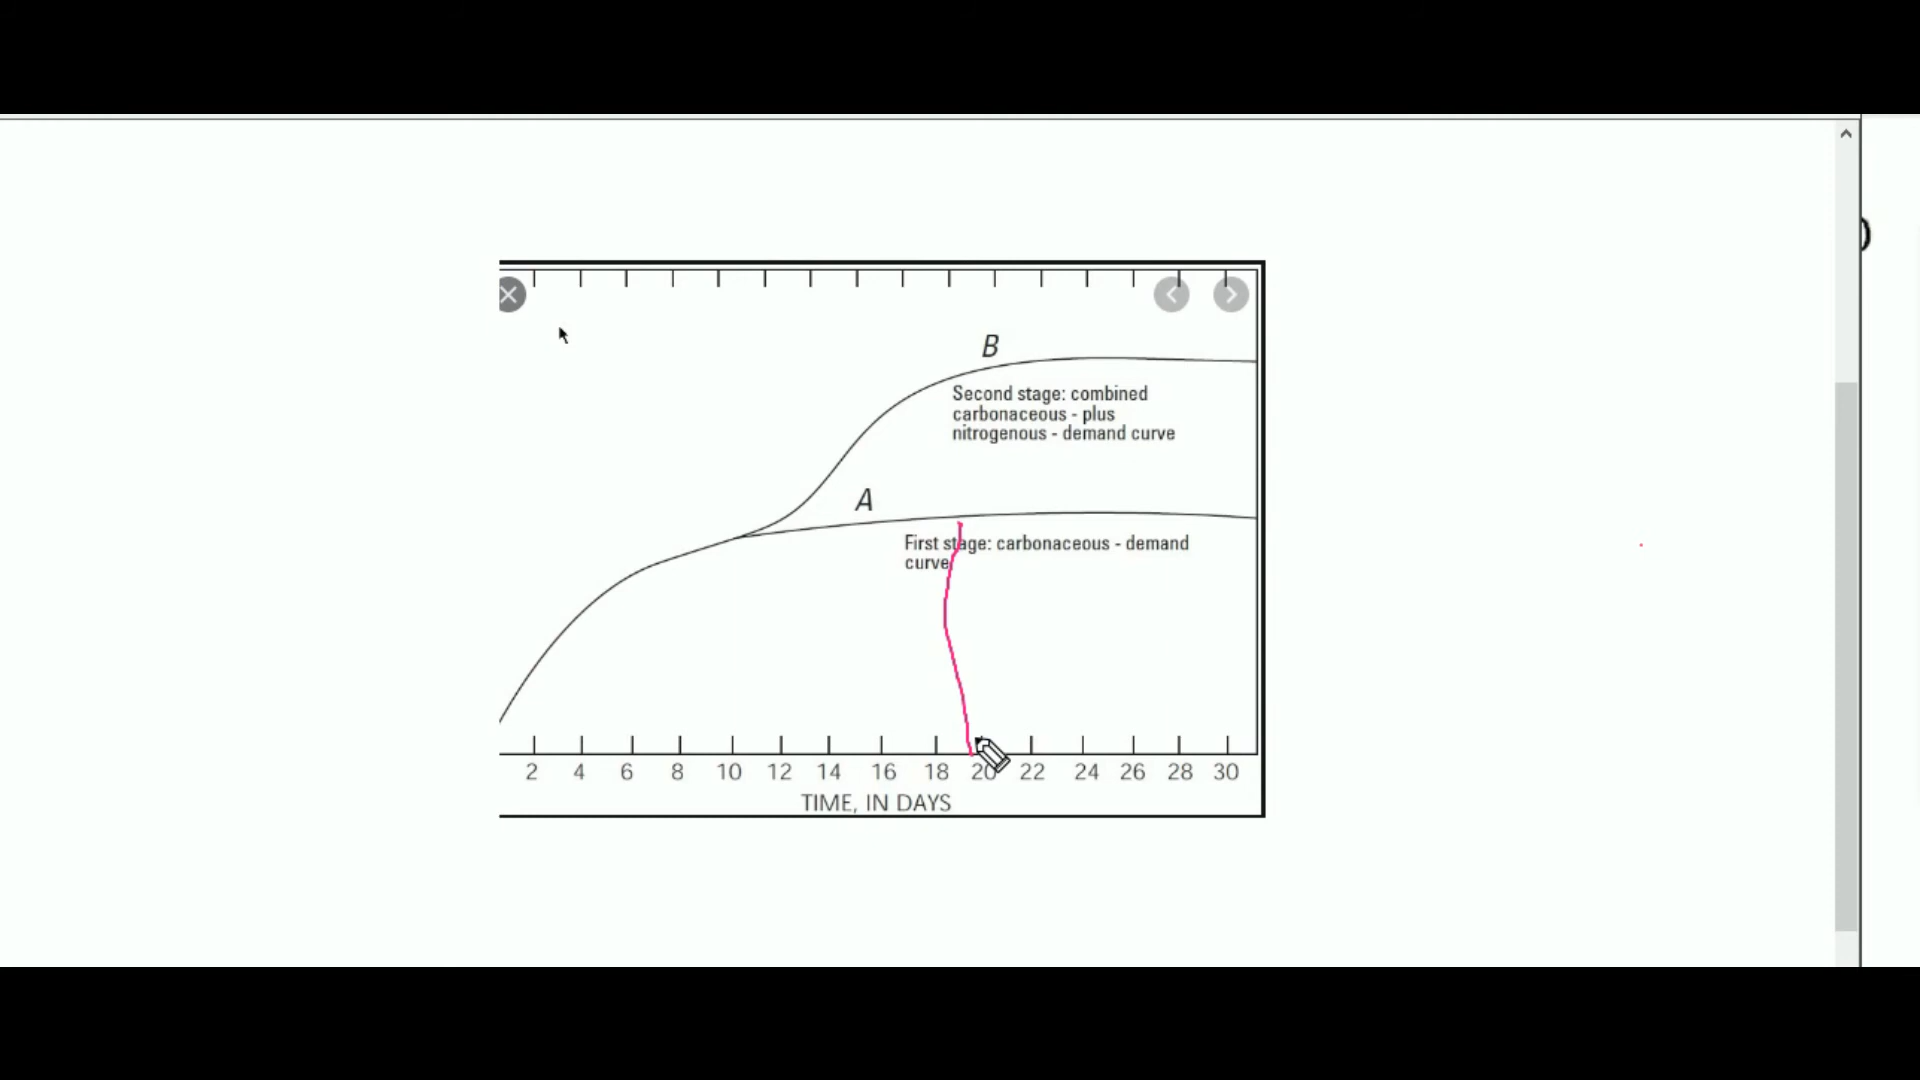 B
Second stage: combined
carbonaceous - plus
nitrogenous - demand curve
A
First stage: carbonaceous - demand
curve
2 4 6 8 10 12 14 16 18 20 22 24 26 28 30
TIME, IN DAYS